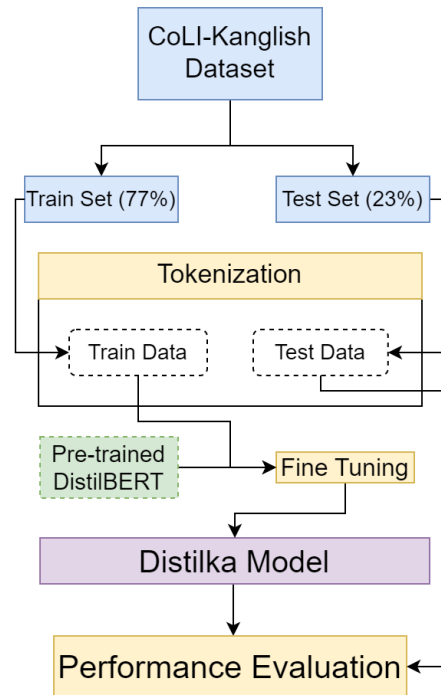 CoLI-Kanglish
Dataset
Train Set (77%)
Test Set (23%)
Tokenization
Train Data
Test Data
Pre-trained
DistilBERT
Fine Tuning
Distilka Model
Performance Evaluation